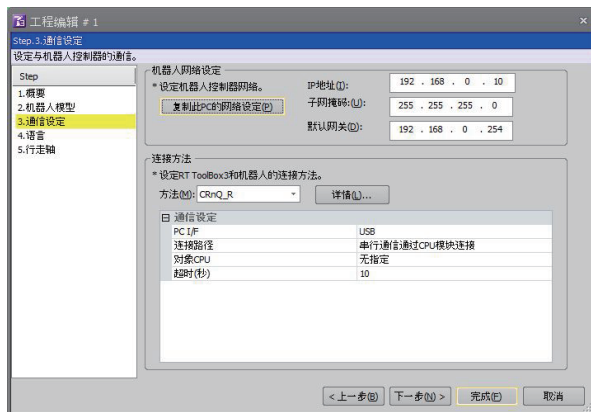 工程编辑 # 1
Step.3.通信设定
设定与机器人控制器的通信。
Step
1.概要
2.机器人模型
3.通信设定
4.语言
5.行走轴
机器人网络设定
* 设定机器人控制器网络。
复制此PC的网络设定(P)
IP地址(I):
192 . 168 . 0 . 10
子网掩码:(U):
255 . 255 . 255 . 0
默认网关(D):
192 . 168 . 0 . 254
连接方法
* 设定RT ToolBox3和机器人的连接方法。
方法(M): CRnQ_R
详情(L)...
通信设定
PC I/F USB
连接路径 串行通信通过CPU模块连接
对象CPU 无指定
超时(秒) 10
< 上一步(B) 下一步(N) > 完成(F) 取消